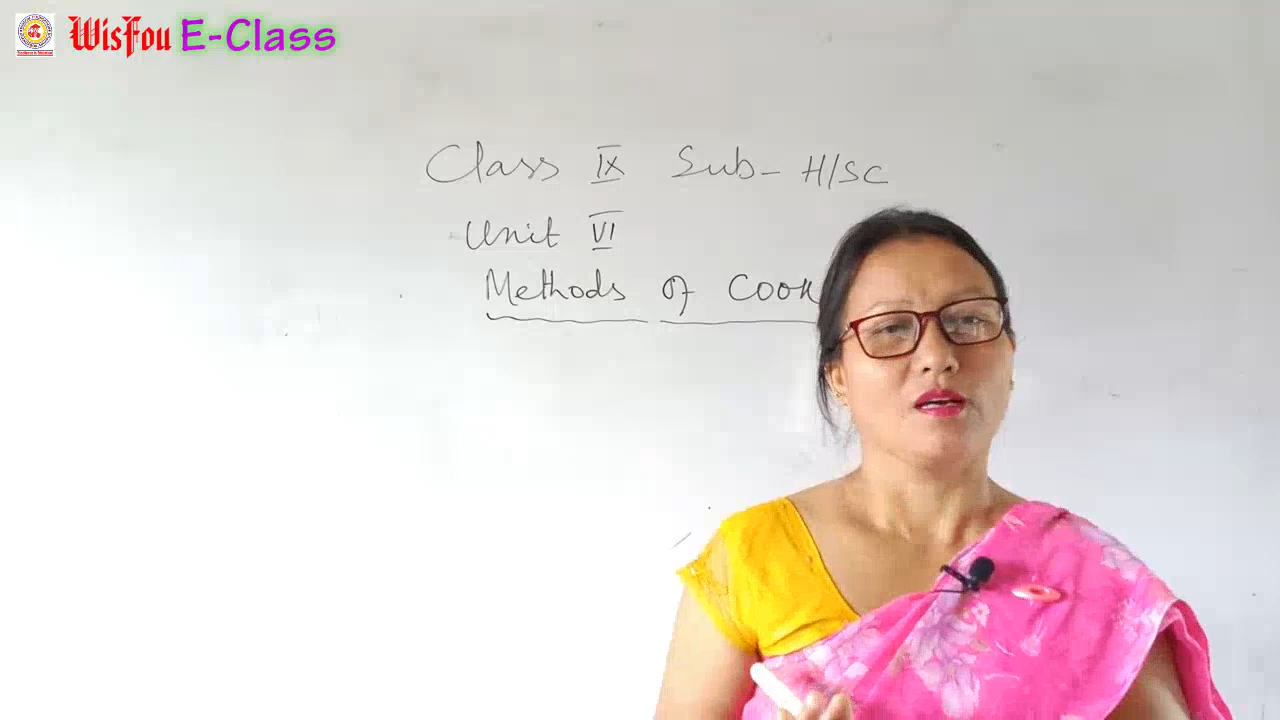 WisFou E-Class
Class IX Sub- H/SC
Unit VI
Methods of Cook